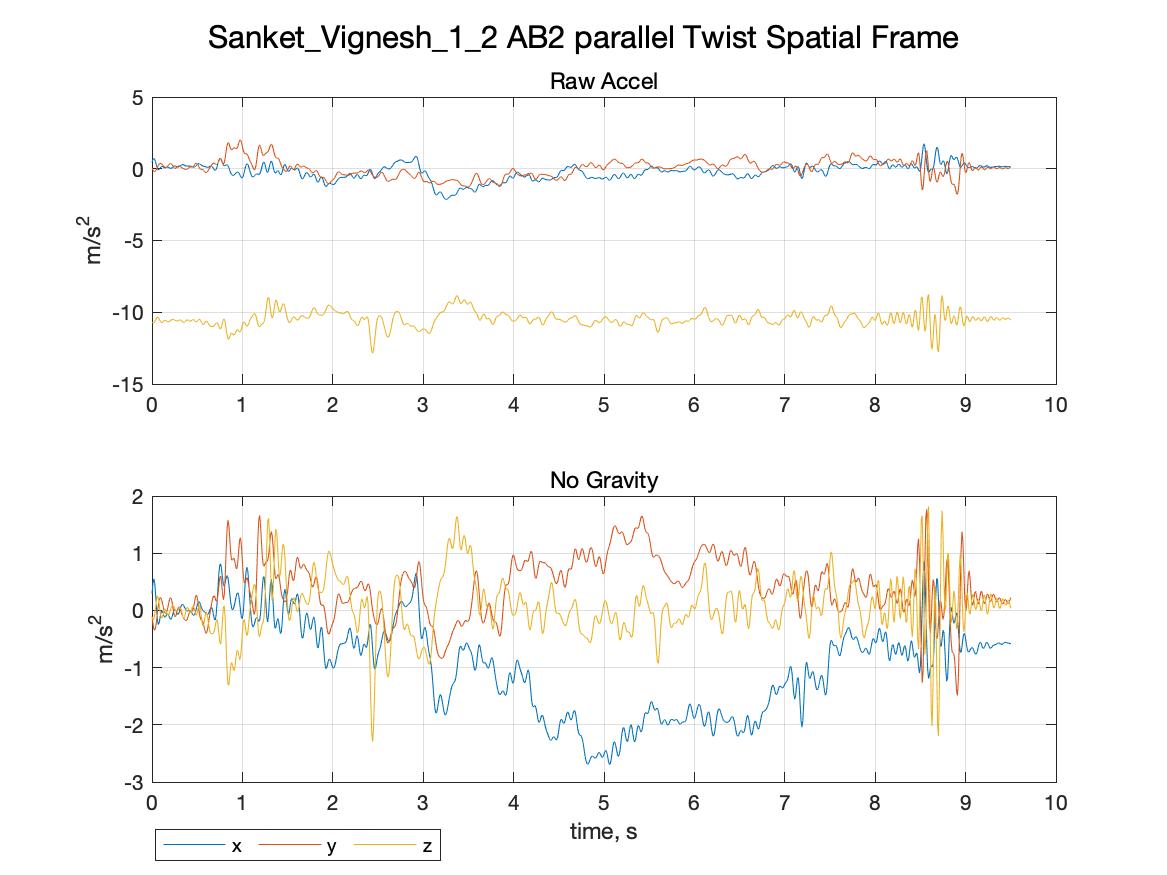 Sanket_Vignesh_1_2 AB2 parallel Twist Spatial Frame
Raw Accel
5
0
-5
-10
-15
m/s²
0 1 2 3 4 5 6 7 8 9 10
No Gravity
2
1
0
-1
-2
-3
m/s²
0 1 2 3 4 5 6 7 8 9 10
time, s
x y z